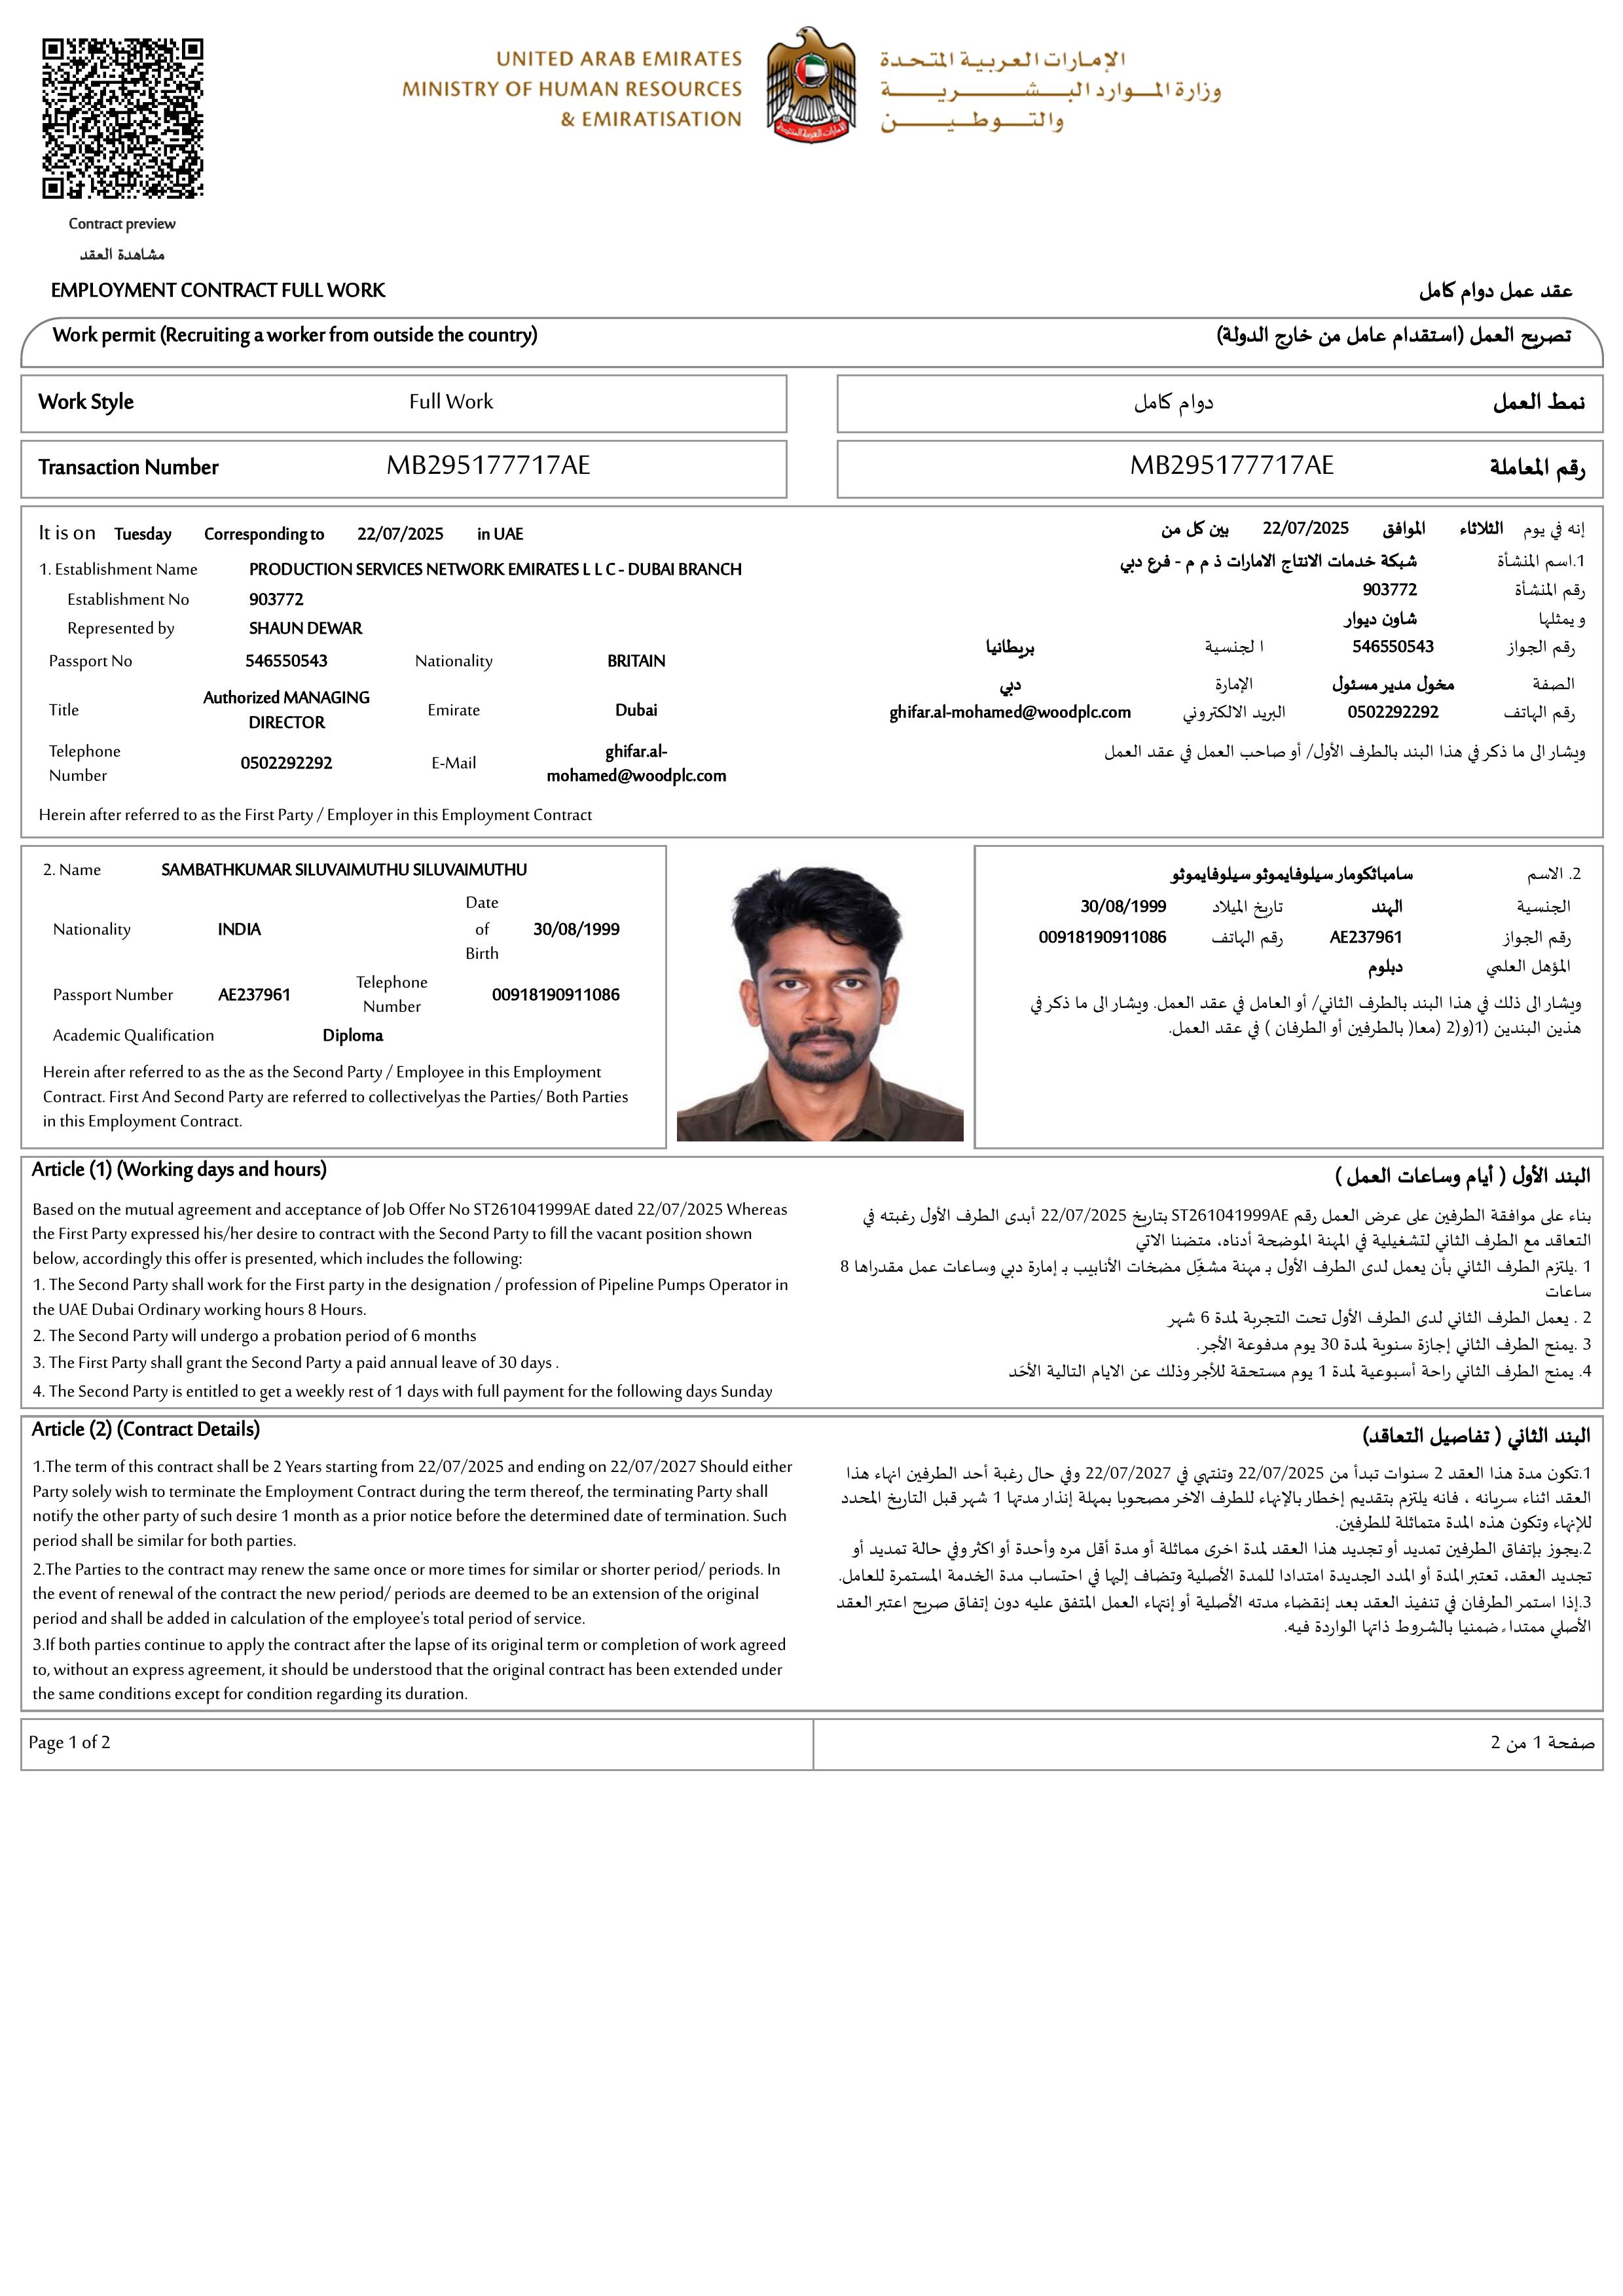 UNITED ARAB EMIRATES
MINISTRY OF HUMAN RESOURCES
& EMIRATISATION
الإمارات العربية المتحدة
وزارة الموارد البشرية
والتوطين
Contract preview
مشاهدة العقد
EMPLOYMENT CONTRACT FULL WORK
عقد عمل دوام كامل
Work permit (Recruiting a worker from outside the country)
تصريح العمل (استقدام عامل من خارج الدولة)
Work Style Full Work
نمط العمل دوام كامل
Transaction Number MB295177717AE
رقم المعاملة MB295177717AE
It is on Tuesday Corresponding to 22/07/2025 in UAE
1. Establishment Name PRODUCTION SERVICES NETWORK EMIRATES L L C - DUBAI BRANCH
Establishment No 903772
Represented by SHAUN DEWAR
Passport No 546550543 Nationality BRITAIN
Title Authorized MANAGING DIRECTOR Emirate Dubai
Telephone Number 0502292292 E-Mail ghifar.al-mohamed@woodplc.com
Herein after referred to as the First Party / Employer in this Employment Contract
إنه في يوم الثلاثاء الموافق 22/07/2025 بين كل من
1.اسم المنشأة شبكة خدمات الانتاج الامارات ذ م م - فرع دبي
رقم المنشأة 903772
و يمثلها شاون ديوار
رقم الجواز 546550543 ا لجنسية بريطانيا
الصفة مخول مدير مسئول الإمارة دبي
رقم الهاتف 0502292292 البريد الالكتروني ghifar.al-mohamed@woodplc.com
ويشار الى ما ذكر في هذا البند بالطرف الأول/ أو صاحب العمل في عقد العمل
2. Name SAMBATHKUMAR SILUVAIMUTHU SILUVAIMUTHU
Nationality INDIA Date of Birth 30/08/1999
Passport Number AE237961 Telephone Number 00918190911086
Academic Qualification Diploma
Herein after referred to as the as the Second Party / Employee in this Employment
Contract. First And Second Party are referred to collectivelyas the Parties/ Both Parties
in this Employment Contract.
2. الاسم سامباثكومار سيلوفايموثو سيلوفايموثو
الجنسية الهند تاريخ الميلاد 30/08/1999
رقم الجواز AE237961 رقم الهاتف 00918190911086
المؤهل العلمي دبلوم
ويشار الى ذلك في هذا البند بالطرف الثاني/ أو العامل في عقد العمل. ويشار الى ما ذكر في
هذين البندين (1)و(2 )معا( بالطرفين أو الطرفان ) في عقد العمل.
Article (1) (Working days and hours)
Based on the mutual agreement and acceptance of Job Offer No ST261041999AE dated 22/07/2025 Whereas
the First Party expressed his/her desire to contract with the Second Party to fill the vacant position shown
below, accordingly this offer is presented, which includes the following:
1. The Second Party shall work for the First party in the designation / profession of Pipeline Pumps Operator in
the UAE Dubai Ordinary working hours 8 Hours.
2. The Second Party will undergo a probation period of 6 months
3. The First Party shall grant the Second Party a paid annual leave of 30 days .
4. The Second Party is entitled to get a weekly rest of 1 days with full payment for the following days Sunday
البند الأول ( أيام وساعات العمل )
بناء على موافقة الطرفين على عرض العمل رقم ST261041999AE بتاريخ 22/07/2025 أبدى الطرف الأول رغبته في
التعاقد مع الطرف الثاني لتشغيلية في المهنة الموضحة أدناه، متضنا الاتي
1 .يلتزم الطرف الثاني بأن يعمل لدى الطرف الأول بـ مهنة مشغّل مضخات الأنابيب بـ إمارة دبي وساعات عمل مقدراها 8
ساعات
2 . يعمل الطرف الثاني لدى الطرف الأول تحت التجربة لمدة 6 شهر
3 .يمنح الطرف الثاني إجازة سنوية لمدة 30 يوم مدفوعة الأجر.
4. يمنح الطرف الثاني راحة أسبوعية لمدة 1 يوم مستحقة للأجر وذلك عن الايام التالية الأحَد
Article (2) (Contract Details)
1.The term of this contract shall be 2 Years starting from 22/07/2025 and ending on 22/07/2027 Should either
Party solely wish to terminate the Employment Contract during the term thereof, the terminating Party shall
notify the other party of such desire 1 month as a prior notice before the determined date of termination. Such
period shall be similar for both parties.
2.The Parties to the contract may renew the same once or more times for similar or shorter period/ periods. In
the event of renewal of the contract the new period/ periods are deemed to be an extension of the original
period and shall be added in calculation of the employee's total period of service.
3.If both parties continue to apply the contract after the lapse of its original term or completion of work agreed
to, without an express agreement, it should be understood that the original contract has been extended under
the same conditions except for condition regarding its duration.
البند الثاني ( تفاصيل التعاقد)
1.تكون مدة هذا العقد 2 سنوات تبدأ من 22/07/2025 وتنتهي في 22/07/2027 وفي حال رغبة أحد الطرفين انهاء هذا
العقد اثناء سريانه ، فانه يلتزم بتقديم إخطار بالإنهاء للطرف الاخر مصحوبا بمهلة إنذار مدتها 1 شهر قبل التاريخ المحدد
للإنهاء وتكون هذه المدة متماثلة للطرفين.
2.يجوز بإتفاق الطرفين تمديد أو تجديد هذا العقد لمدة اخرى مماثلة أو مدة أقل مره وأحدة أو اكثر وفي حالة تمديد أو
تجديد العقد، تعتبر المدة أو المدد الجديدة امتدادا للمدة الأصلية وتضاف إليها في احتساب مدة الخدمة المستمرة للعامل.
3.إذا استمر الطرفان في تنفيذ العقد بعد إنقضاء مدته الأصلية أو إنتهاء العمل المتفق عليه دون إتفاق صريح اعتبر العقد
الأصلي ممتداء ضمنيا بالشروط ذاتها الواردة فيه.
Page 1 of 2
صفحة 1 من 2